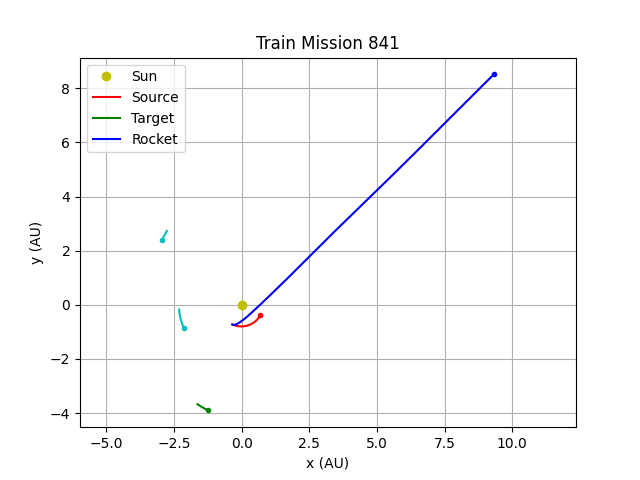 Train Mission 841
Sun
Source
Target
Rocket
y (AU)
8
6
4
2
0
−2
−4
−5.0
−2.5
0.0
2.5
5.0
7.5
10.0
x (AU)